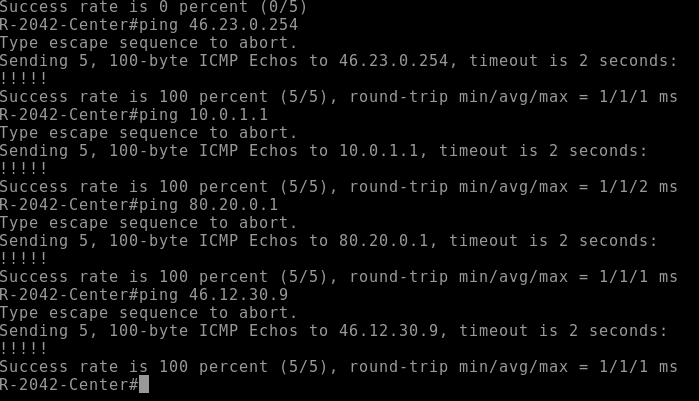 Success rate is 0 percent (0/5)
R-2042-Center#ping 46.23.0.254
Type escape sequence to abort.
Sending 5, 100-byte ICMP Echos to 46.23.0.254, timeout is 2 seconds:
!!!!!
Success rate is 100 percent (5/5), round-trip min/avg/max = 1/1/1 ms
R-2042-Center#ping 10.0.1.1
Type escape sequence to abort.
Sending 5, 100-byte ICMP Echos to 10.0.1.1, timeout is 2 seconds:
!!!!!
Success rate is 100 percent (5/5), round-trip min/avg/max = 1/1/2 ms
R-2042-Center#ping 80.20.0.1
Type escape sequence to abort.
Sending 5, 100-byte ICMP Echos to 80.20.0.1, timeout is 2 seconds:
!!!!!
Success rate is 100 percent (5/5), round-trip min/avg/max = 1/1/1 ms
R-2042-Center#ping 46.12.30.9
Type escape sequence to abort.
Sending 5, 100-byte ICMP Echos to 46.12.30.9, timeout is 2 seconds:
!!!!!
Success rate is 100 percent (5/5), round-trip min/avg/max = 1/1/1 ms
R-2042-Center#